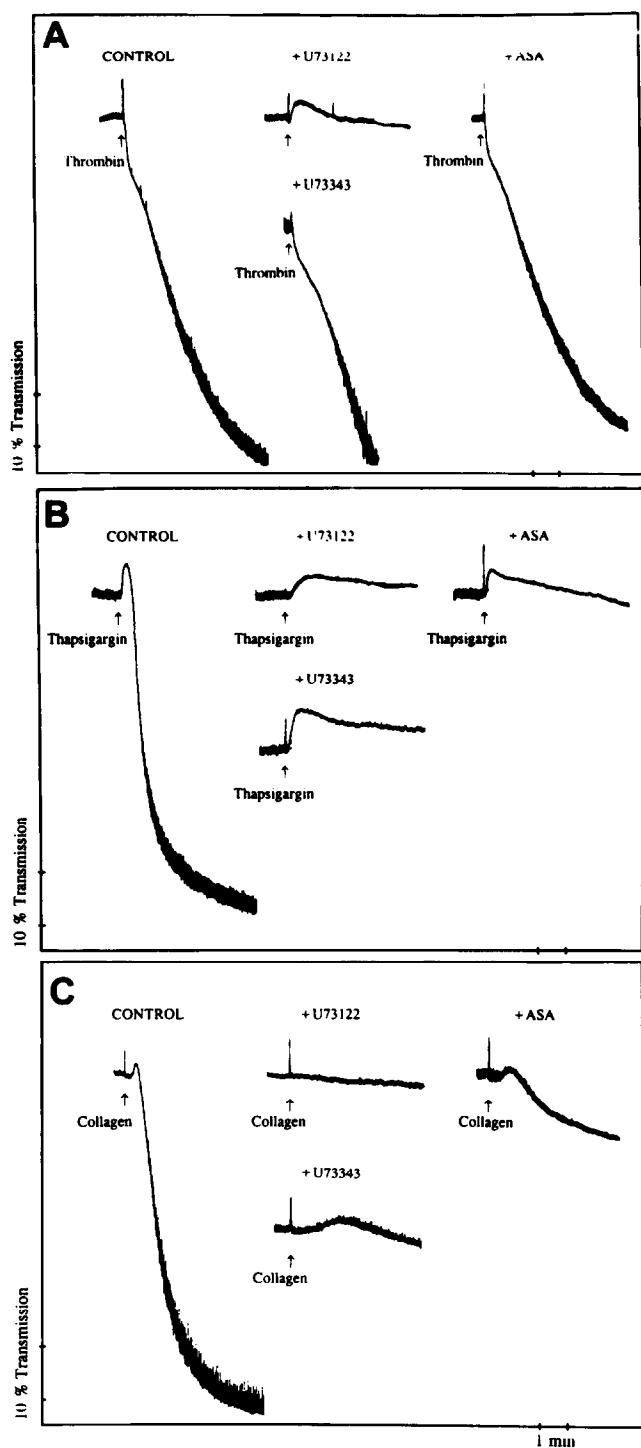 A
CONTROL + U73122 + ASA
Thrombin Thrombin
+ U73343
Thrombin
10 % Transmission
B
CONTROL + U73122 + ASA
Thapsigargin Thapsigargin Thapsigargin
+ U73343
Thapsigargin
10 % Transmission
C
CONTROL + U73122 + ASA
Collagen Collagen Collagen
+ U73343
Collagen
10 % Transmission
1 min